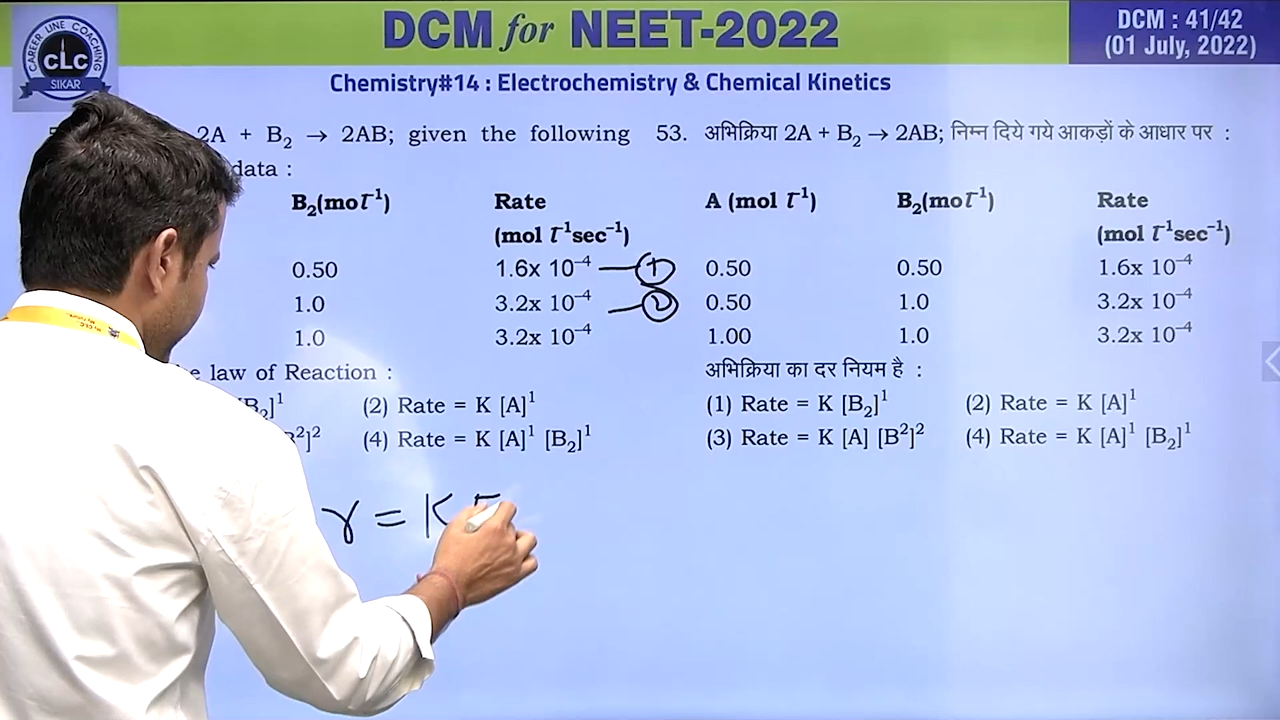 DCM for NEET-2022
DCM : 41/42
(01 July, 2022)
CAREER LINE COACHING
CLC
SIKAR
Chemistry#14 : Electrochemistry & Chemical Kinetics
2A + B₂ → 2AB; given the following
data :
B₂(mol⁻¹) Rate
(mol l⁻¹sec⁻¹)
0.50 1.6x 10⁻⁴ 1
1.0 3.2x 10⁻⁴ 2
1.0 3.2x 10⁻⁴
law of Reaction :
B₂]¹ (2) Rate = K [A]¹
B²]² (4) Rate = K [A]¹ [B₂]¹
r = K [
53. अभिक्रिया 2A + B₂ → 2AB; निम्न दिये गये आकड़ों के आधार पर :
A (mol l⁻¹) B₂(mol⁻¹) Rate
(mol l⁻¹sec⁻¹)
0.50 0.50 1.6x 10⁻⁴
0.50 1.0 3.2x 10⁻⁴
1.00 1.0 3.2x 10⁻⁴
अभिक्रिया का दर नियम है :
(1) Rate = K [B₂]¹ (2) Rate = K [A]¹
(3) Rate = K [A] [B²]² (4) Rate = K [A]¹ [B₂]¹